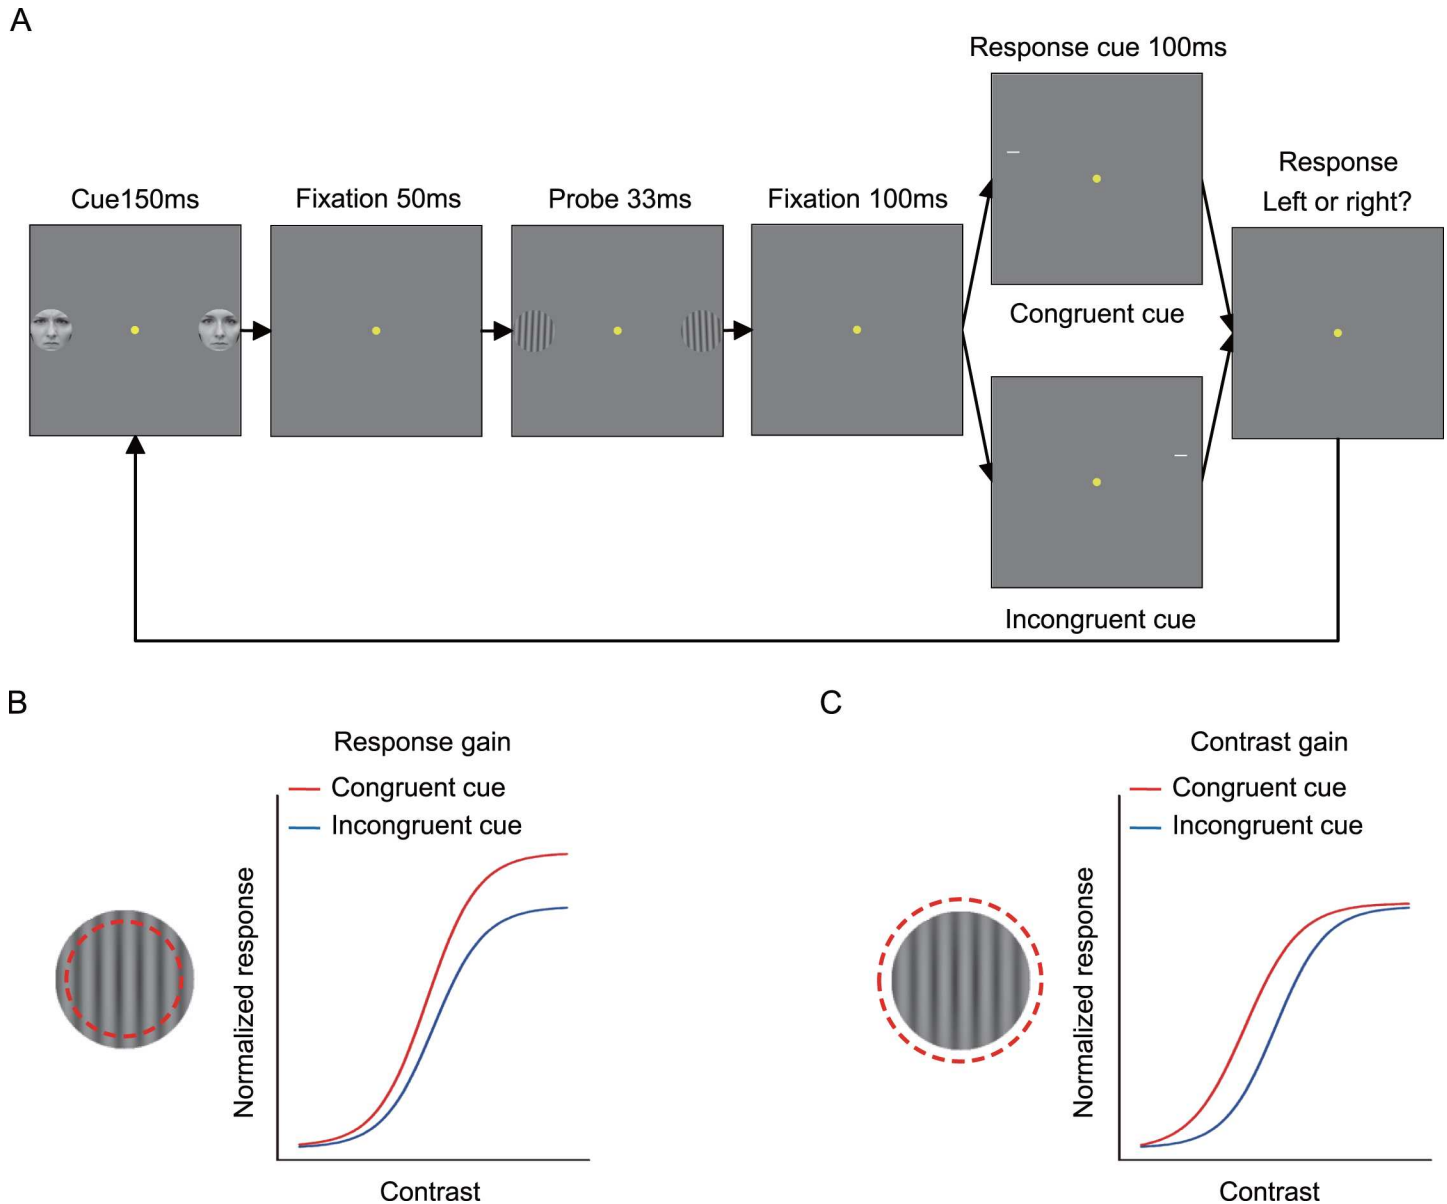 A
Response cue 100ms
Cue150ms
Fixation 50ms
Probe 33ms
Fixation 100ms
Response
Left or right?
Congruent cue
Incongruent cue
B
Response gain
Congruent cue
Incongruent cue
Normalized response
Contrast
C
Contrast gain
Congruent cue
Incongruent cue
Normalized response
Contrast